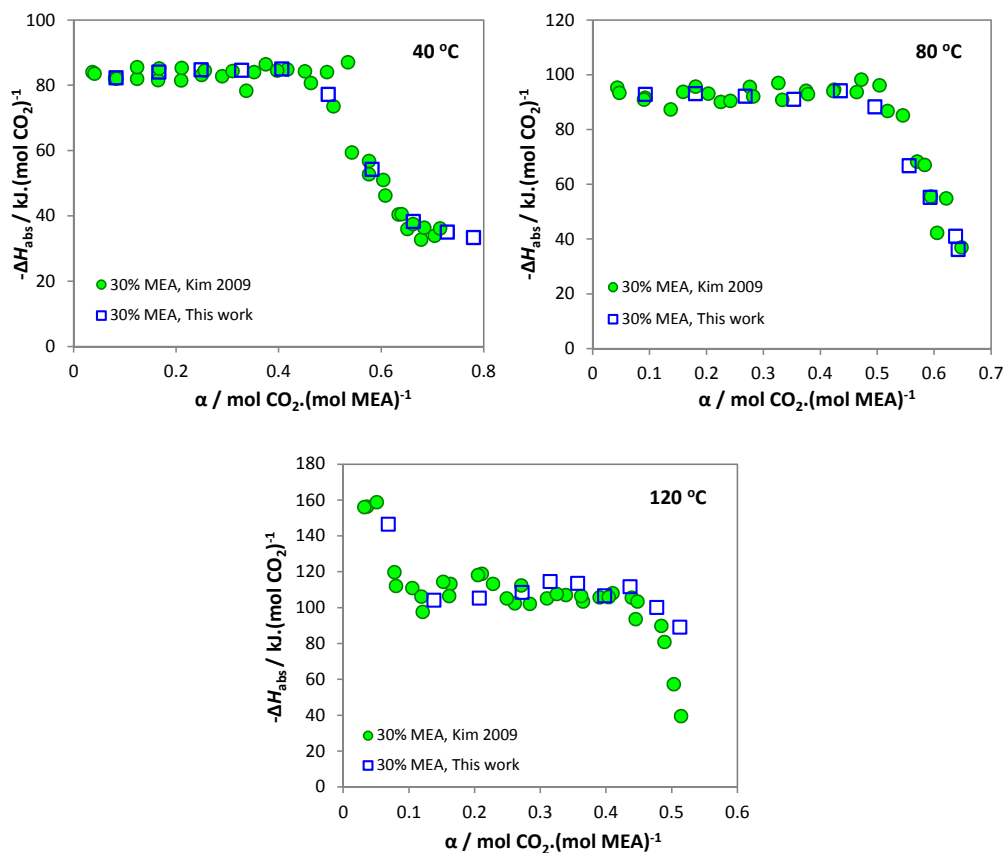 40 °C
-ΔHabs / kJ.(mol CO2)-1
100
80
60
40
20
0
30% MEA, Kim 2009
30% MEA, This work
0 0.2 0.4 0.6 0.8
α / mol CO2.(mol MEA)-1
80 °C
-ΔHabs / kJ.(mol CO2)-1
120
100
80
60
40
20
0
30% MEA, Kim 2009
30% MEA, This work
0 0.1 0.2 0.3 0.4 0.5 0.6 0.7
α / mol CO2.(mol MEA)-1
120 °C
-ΔHabs / kJ.(mol CO2)-1
180
160
140
120
100
80
60
40
20
0
30% MEA, Kim 2009
30% MEA, This work
0 0.1 0.2 0.3 0.4 0.5 0.6
α / mol CO2.(mol MEA)-1